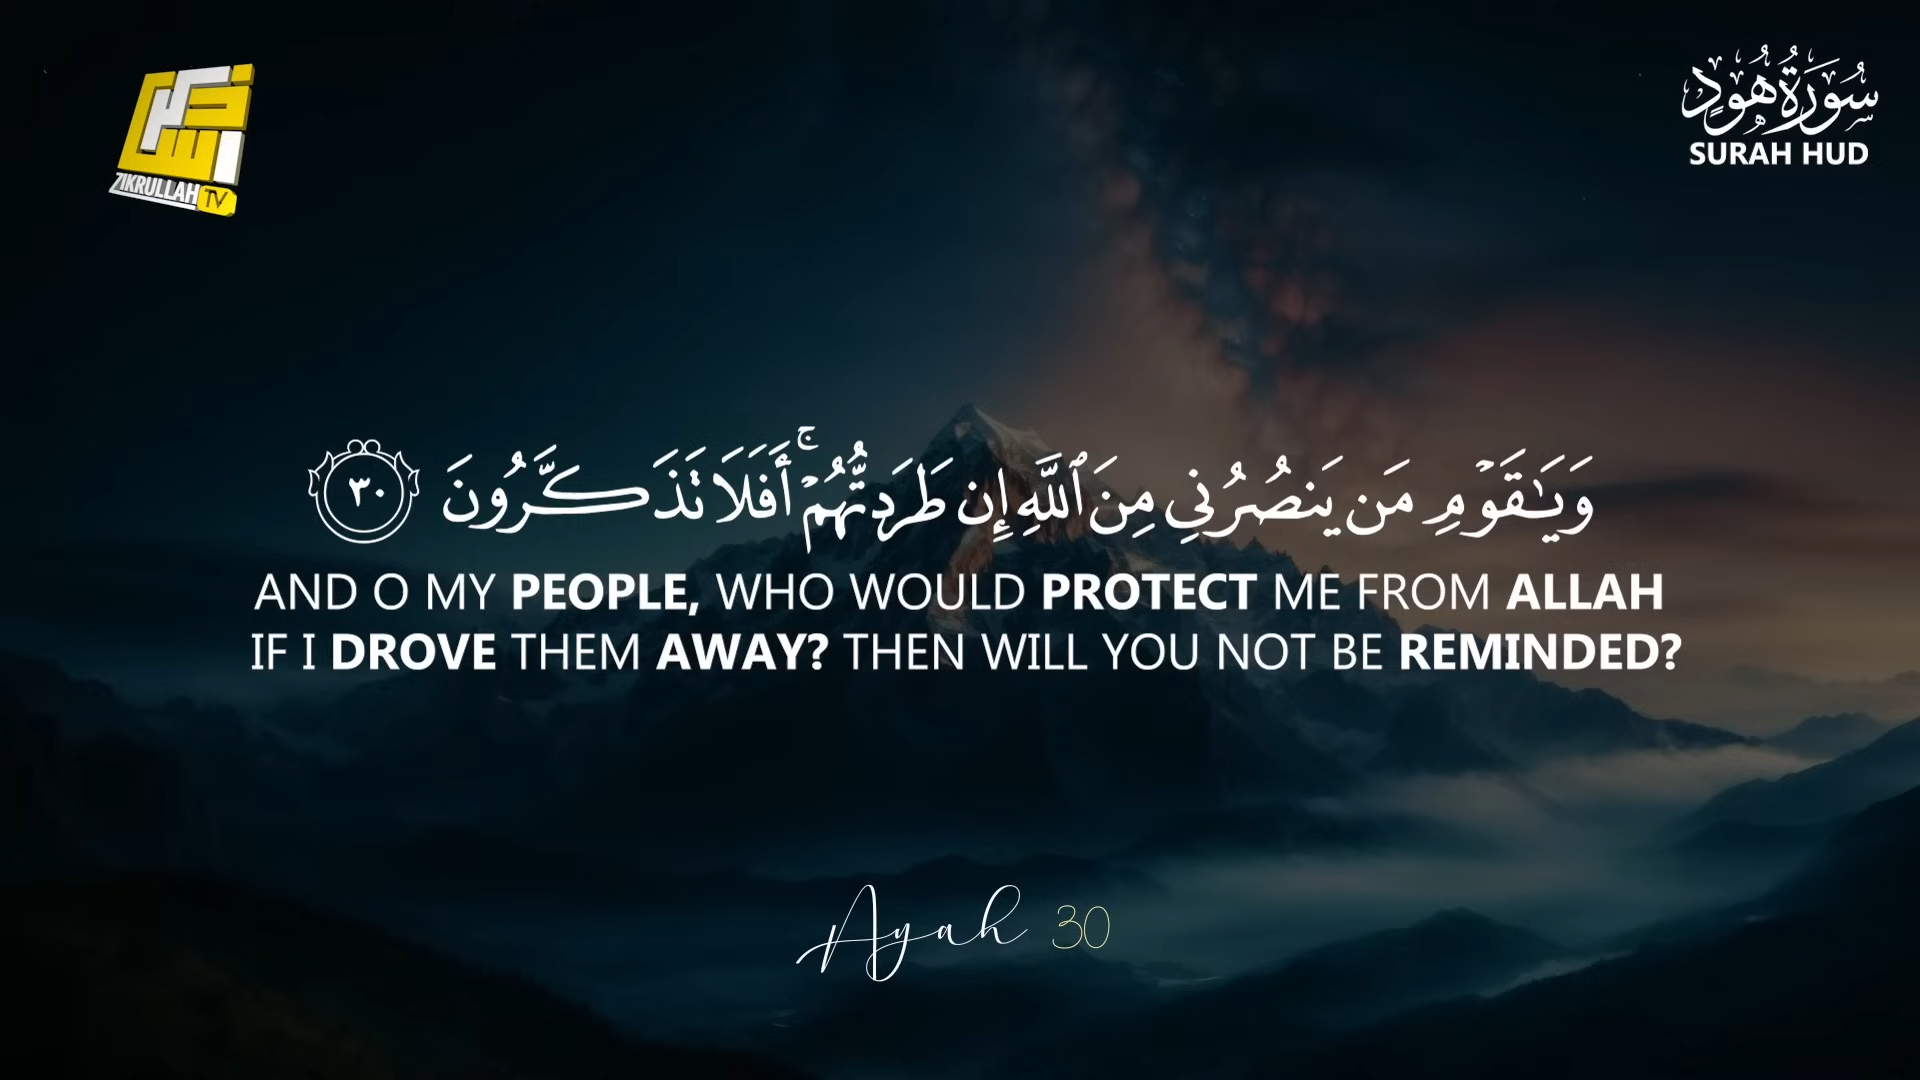 ZIKRULLAH TV
سُورَةُ هُودٍ
SURAH HUD
وَيَـٰقَوْمِ مَن يَنصُرُنِى مِنَ ٱللَّهِ إِن طَرَدتُّهُمْ ۚ أَفَلَا تَذَكَّرُونَ ٣٠
AND O MY PEOPLE, WHO WOULD PROTECT ME FROM ALLAH
IF I DROVE THEM AWAY? THEN WILL YOU NOT BE REMINDED?
Ayah 30